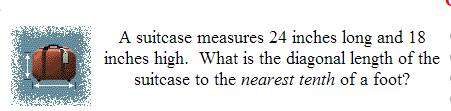 A suitcase measures 24 inches long and 18
inches high.  What is the diagonal length of the
suitcase to the nearest tenth of a foot?